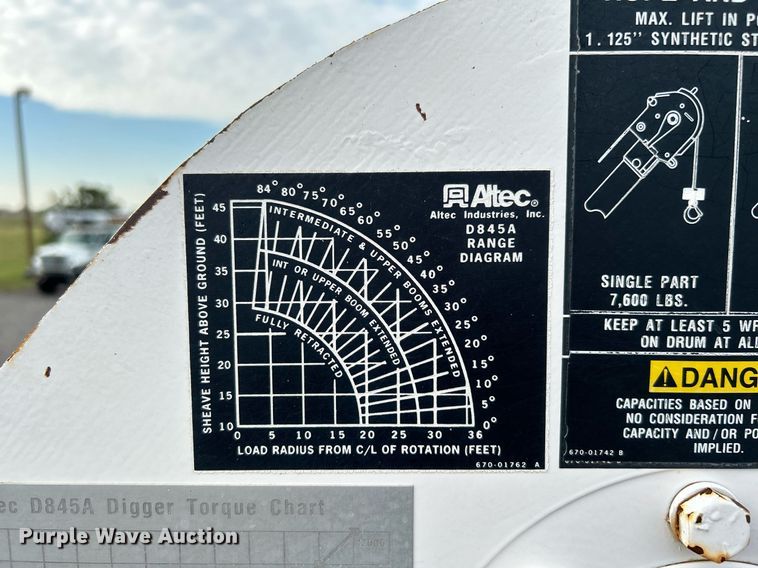 MAX. LIFT IN
1.125" SYNTHETIC
SINGLE PART
7,600 LBS.
KEEP AT LEAST 5
ON DRUM AT
DANG
CAPACITIES BASED ON
NO CONSIDERATION
CAPACITY AND/OR
IMPLIED.
670-01742 B
Altec®
Altec Industries, Inc.
D845A
RANGE
DIAGRAM
84° 80° 75° 70° 65° 60° 55° 50° 45° 40° 35° 30° 25° 20° 15° 10° 5° 0°
SHEAVE HEIGHT ABOVE GROUND (FEET)
45
40
35
30
25
20
15
10
INTERMEDIATE & UPPER BOOMS EXTENDED
INT OR UPPER BOOM EXTENDED
FULLY RETRACTED
0 5 10 15 20 25 30 36
LOAD RADIUS FROM C/L OF ROTATION (FEET)
670-01762 A
ec D845A Digger Torque Chart
Purple Wave Auction